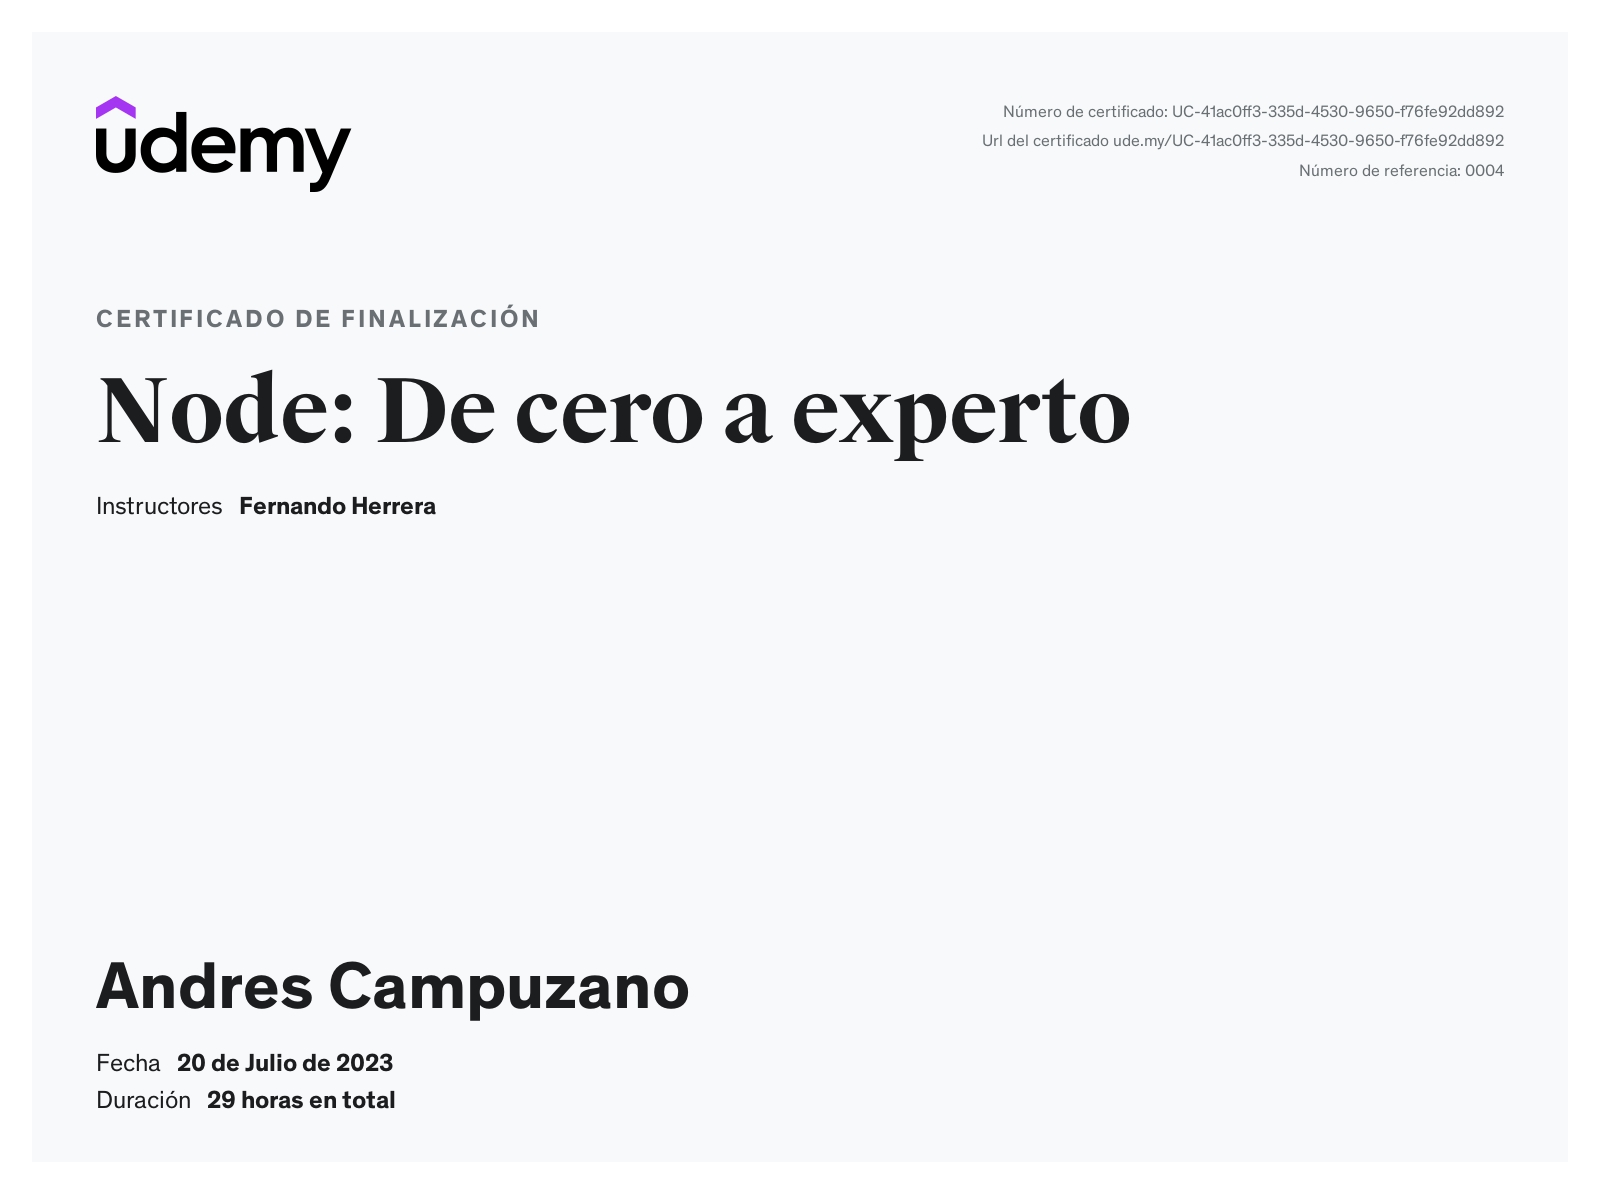 udemy
Número de certificado: UC-41ac0ff3-335d-4530-9650-f76fe92dd892
Url del certificado ude.my/UC-41ac0ff3-335d-4530-9650-f76fe92dd892
Número de referencia: 0004
CERTIFICADO DE FINALIZACIÓN
Node: De cero a experto
Instructores Fernando Herrera
Andres Campuzano
Fecha 20 de Julio de 2023
Duración 29 horas en total